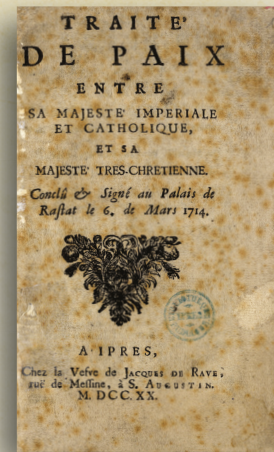 TRAITE'
DE PAIX
ENTRE
SA MAJESTE' IMPERIALE
ET CATHOLIQUE,
ET SA
MAJESTE' TRES-CHRETIENNE.
Conclû & Signé au Palais de
Raſtat le 6. de Mars 1714.
A IPRES,
Chez la Vefve de JACQUES DE RAVE,
ruë de Meſſine, à S. AUGUSTIN.
M. DCC. XX.